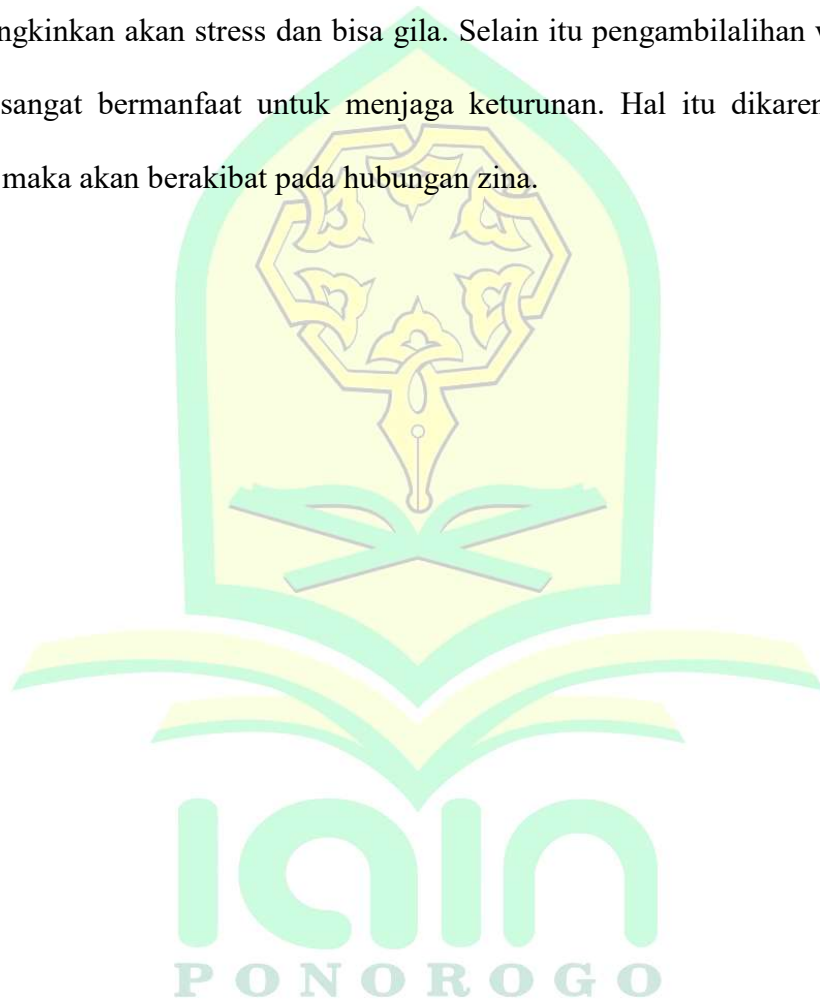 ngkinkan akan stress dan bisa gila. Selain itu pengambilalihan
sangat bermanfaat untuk menjaga keturunan. Hal itu dikaren
maka akan berakibat pada hubungan zina.
iain
PONOROGO